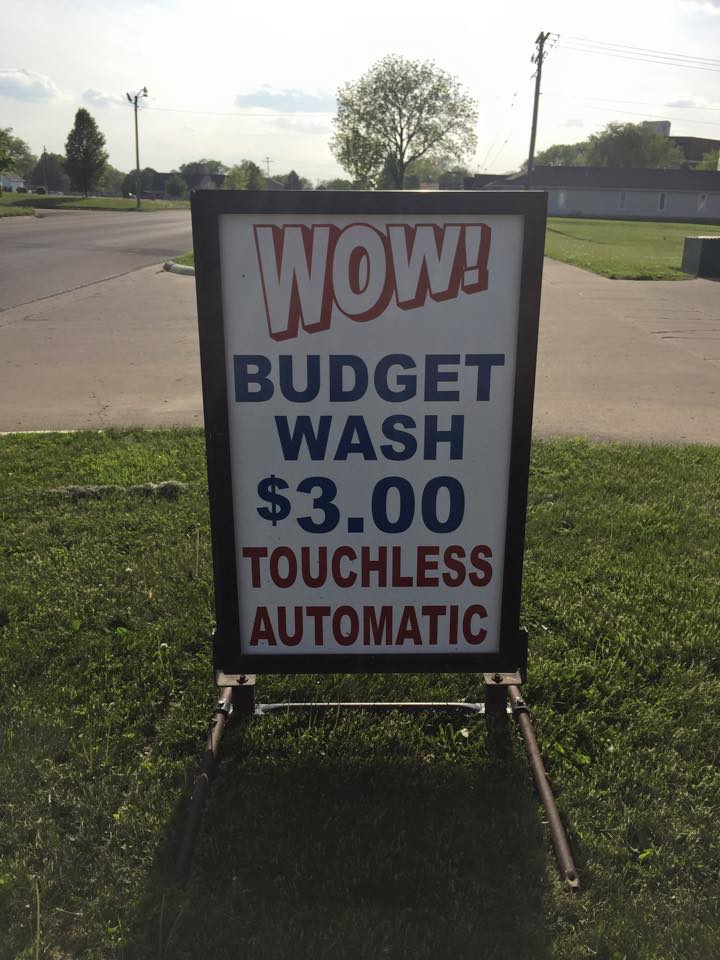 WOW!
BUDGET
WASH
$3.00
TOUCHLESS
AUTOMATIC